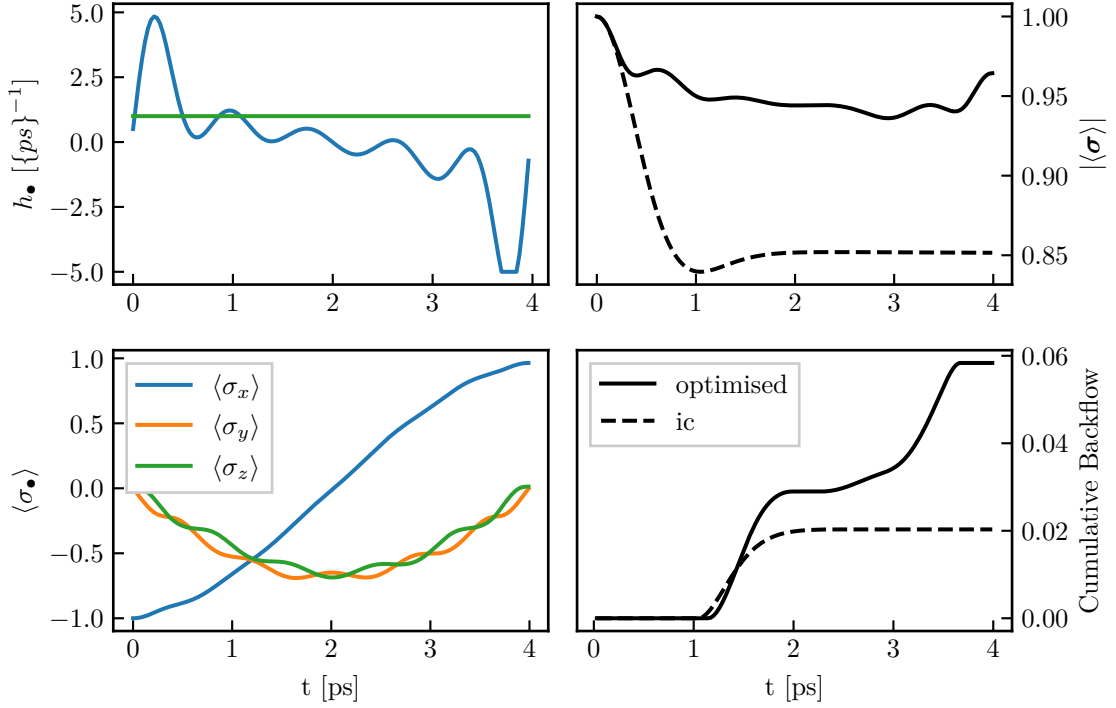 5.0
2.5
0.0
−2.5
−5.0
h● [{ps}⁻¹]
0 1 2 3 4
1.00
0.95
0.90
0.85
|⟨σ⟩|
0 1 2 3 4
1.0
0.5
0.0
−0.5
−1.0
⟨σ●⟩
⟨σx⟩
⟨σy⟩
⟨σz⟩
0 1 2 3 4
t [ps]
optimised
ic
0.06
0.04
0.02
0.00
Cumulative Backflow
0 1 2 3 4
t [ps]